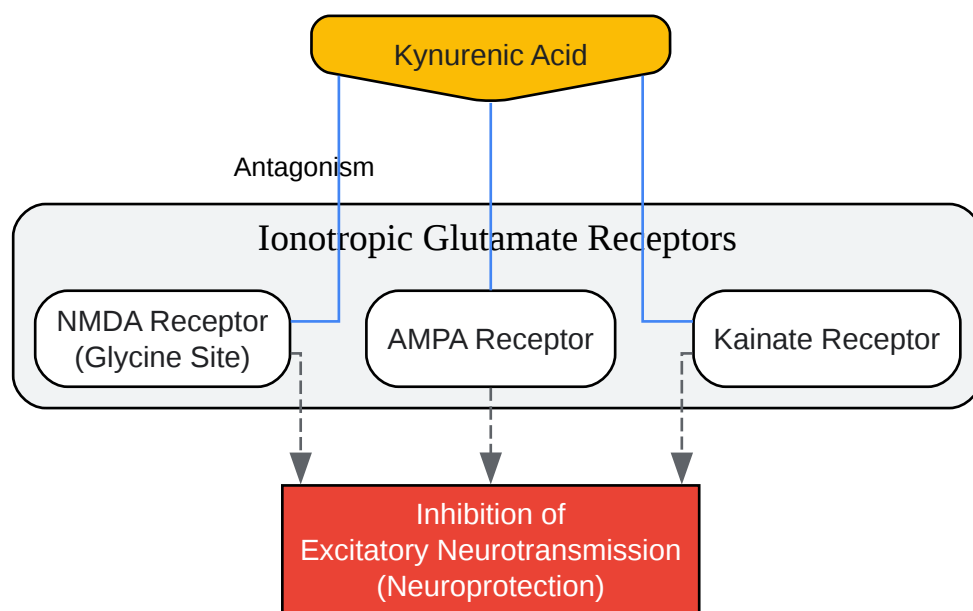 Kynurenic Acid
Antagonism
Ionotropic Glutamate Receptors
NMDA Receptor
(Glycine Site)
AMPA Receptor
Kainate Receptor
Inhibition of
Excitatory Neurotransmission
(Neuroprotection)